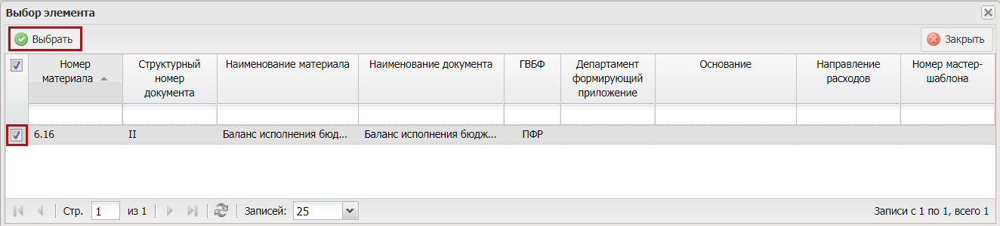 Выбор элемента
Выбрать
Закрыть
Номер материала
Структурный номер документа
Наименование материала
Наименование документа
ГВБФ
Департамент формирующий приложение
Основание
Направление расходов
Номер мастер-шаблона
6.16 II Баланс исполнения бюд... Баланс исполнения бюдж... ПФР
Стр. 1 из 1 Записей: 25 Записи с 1 по 1, всего 1